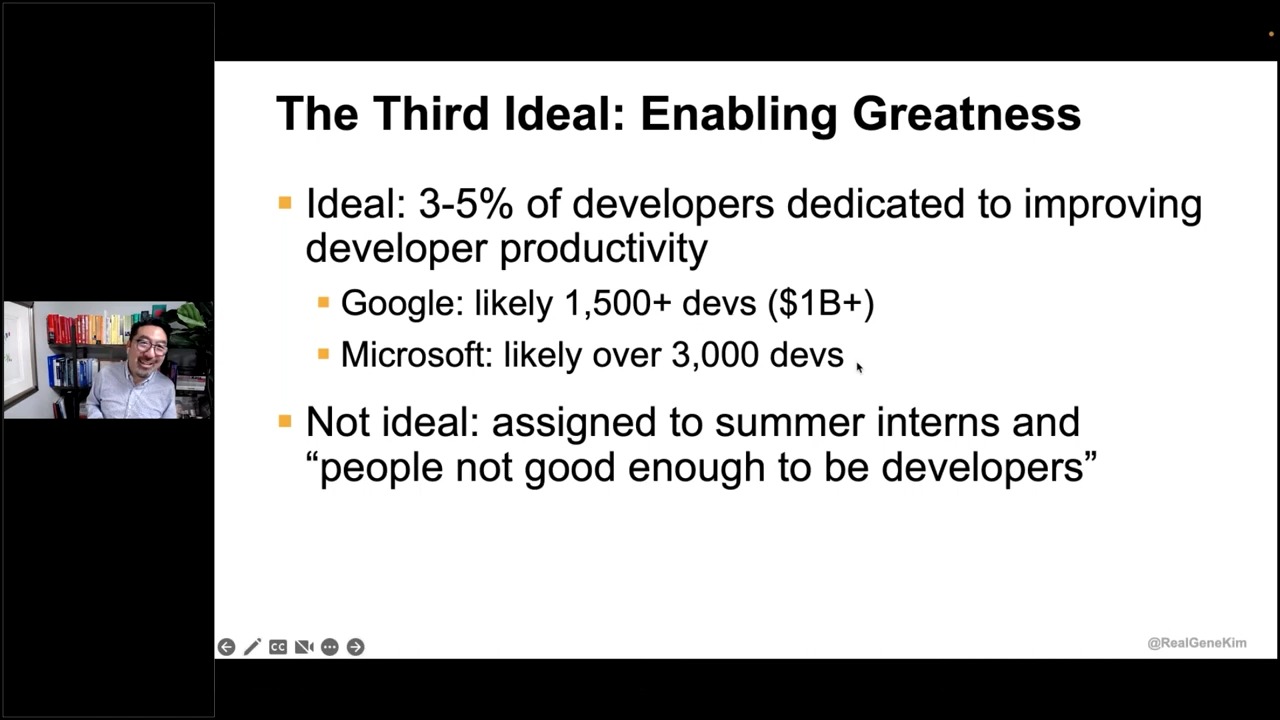 The Third Ideal: Enabling Greatness
Ideal: 3-5% of developers dedicated to improving
developer productivity
Google: likely 1,500+ devs ($1B+)
Microsoft: likely over 3,000 devs
Not ideal: assigned to summer interns and
“people not good enough to be developers”
CC
@RealGeneKim